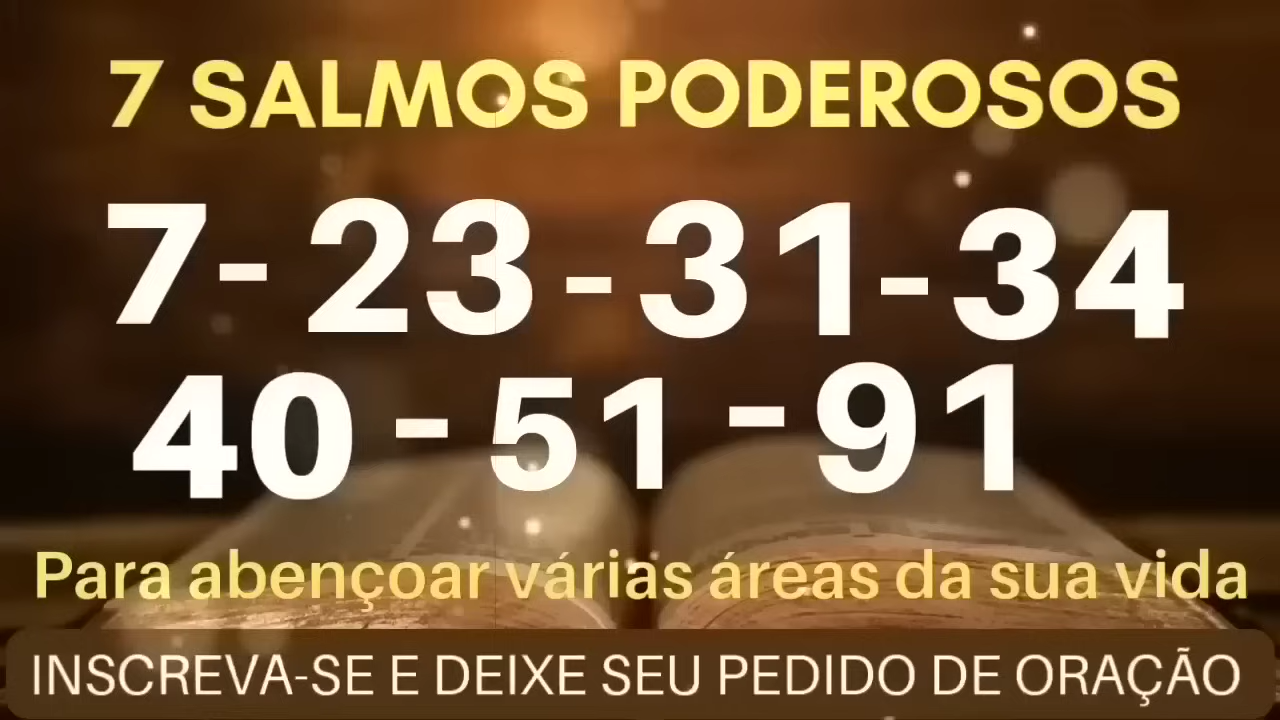 7 SALMOS PODEROSOS
7- 23 - 31 - 34
40 - 51 - 91
Para abençoar várias áreas da sua vida
INSCREVA-SE E DEIXE SEU PEDIDO DE ORAÇÃO